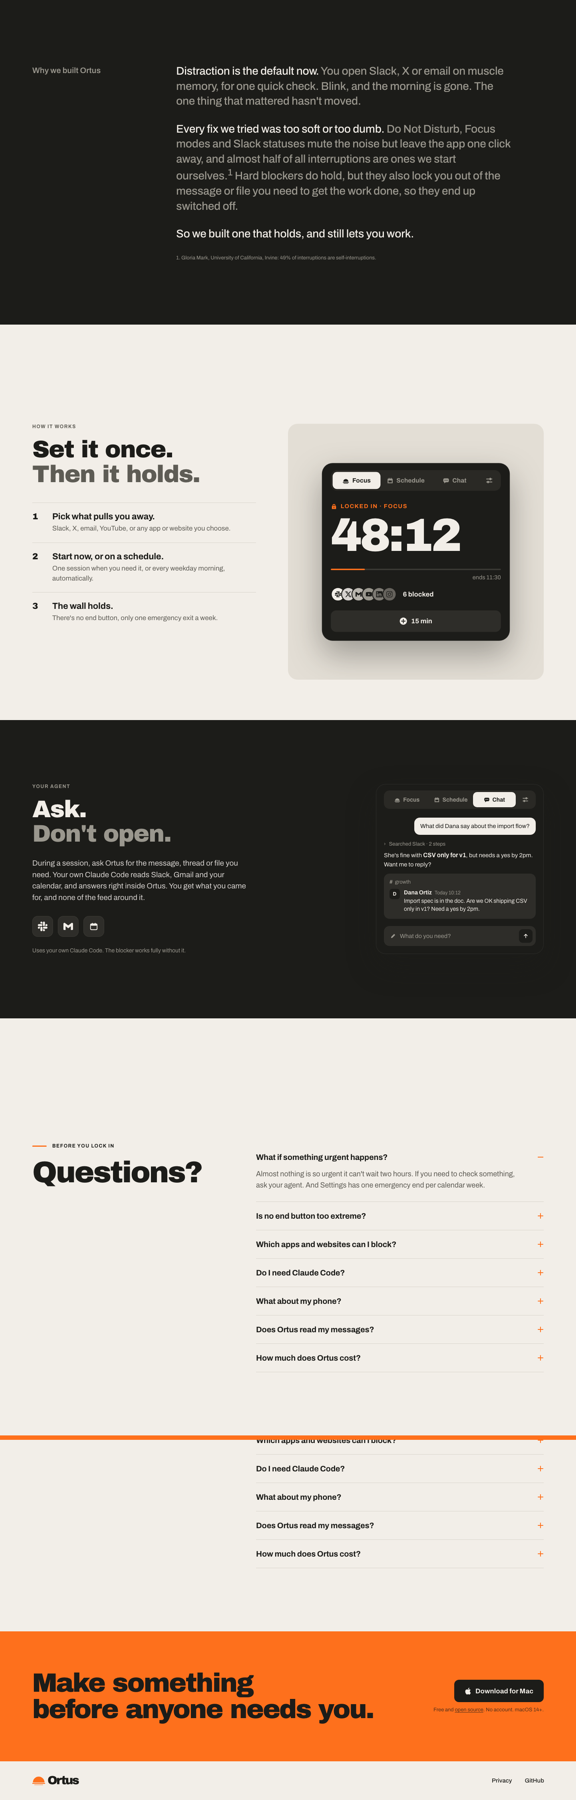 Why we built Ortus
Distraction is the default now. You open Slack, X or email on muscle
memory, for one quick check. Blink, and the morning is gone. The
one thing that mattered hasn't moved.
Every fix we tried was too soft or too dumb. Do Not Disturb, Focus
modes and Slack statuses mute the noise but leave the app one click
away, and almost half of all interruptions are ones we start
ourselves.1 Hard blockers do hold, but they also lock you out of the
message or file you need to get the work done, so they end up
switched off.
So we built one that holds, and still lets you work.
1. Gloria Mark, University of California, Irvine: 48% of interruptions are self-interruptions.
HOW IT WORKS
Set it once.
Then it holds.
1 Pick what pulls you away.
Slack, X, email, YouTube, or any app or website you choose.
2 Start now, or on a schedule.
One session when you need it, or every weekday morning,
automatically.
3 The wall holds.
There's no end button, only one emergency exit a week.
Focus Schedule Chat
LOCKED IN · FOCUS
48:12
ends 11:30
6 blocked
15 min
YOUR AGENT
Ask.
Don't open.
During a session, ask Ortus for the message, thread or file you
need. Your own Claude Code reads Slack, Gmail and your
calendar, and answers right inside Ortus. You get what you came
for, and none of the feed around it.
Uses your own Claude Code. The blocker works fully without it.
Focus Schedule Chat
What did Dana say about the import flow?
Searched Slack · 2 steps
She's fine with CSV only for v1, but needs a yes by 2pm.
Want me to reply?
# growth
D Dana Ortiz Today 10:12
Import spec is in the doc. Are we OK shipping CSV
only in v1? Need a yes by 2pm.
What do you need?
BEFORE YOU LOCK IN
Questions?
What if something urgent happens?
Almost nothing is so urgent it can't wait two hours. If you need to check something,
ask your agent. And Settings has one emergency end per calendar week.
Is no end button too extreme?
Which apps and websites can I block?
Do I need Claude Code?
What about my phone?
Does Ortus read my messages?
How much does Ortus cost?
Which apps and websites can I block?
Do I need Claude Code?
What about my phone?
Does Ortus read my messages?
How much does Ortus cost?
Make something
before anyone needs you.
Download for Mac
Free and open source. No account. macOS 14+.
Ortus
Privacy GitHub